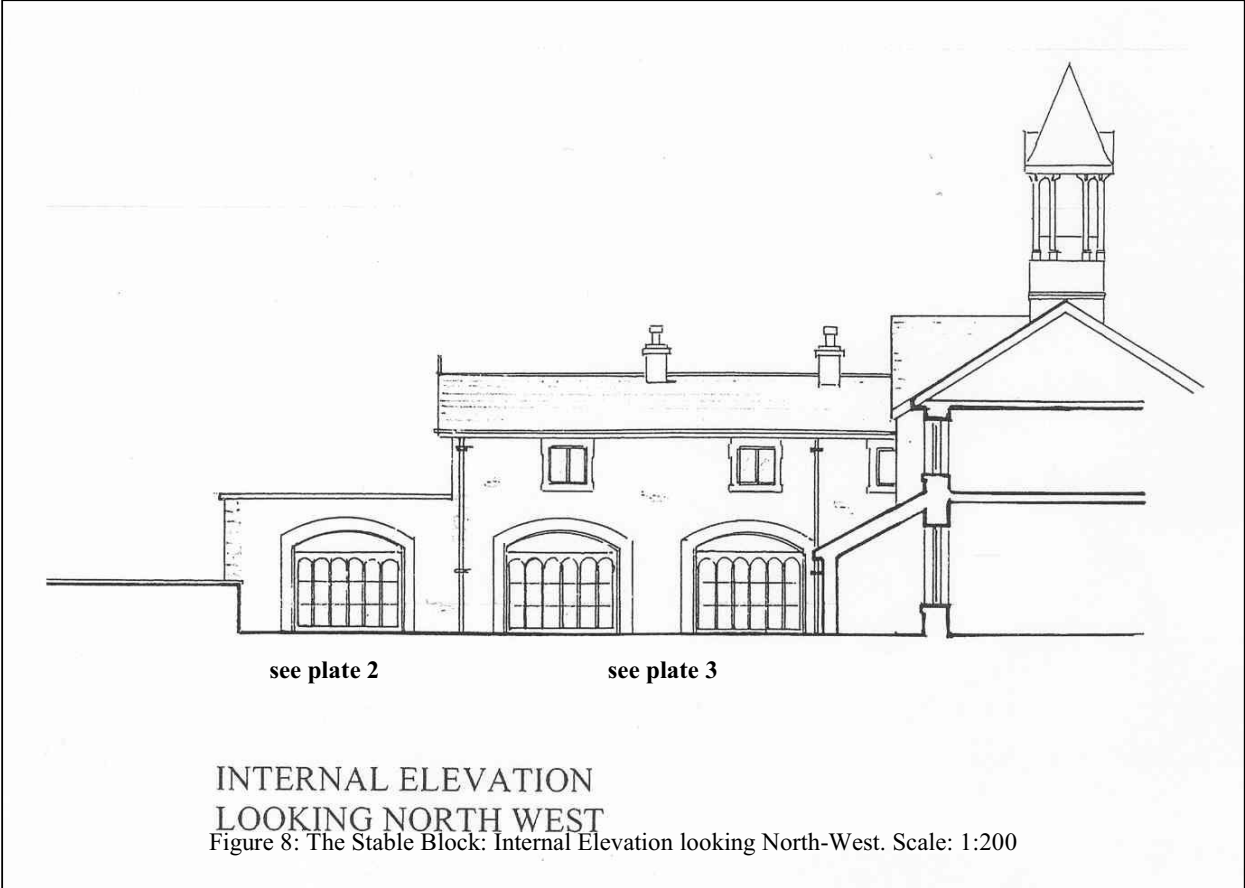 see plate 2
see plate 3
INTERNAL ELEVATION
LOOKING NORTH WEST
Figure 8: The Stable Block: Internal Elevation looking North-West. Scale: 1:200